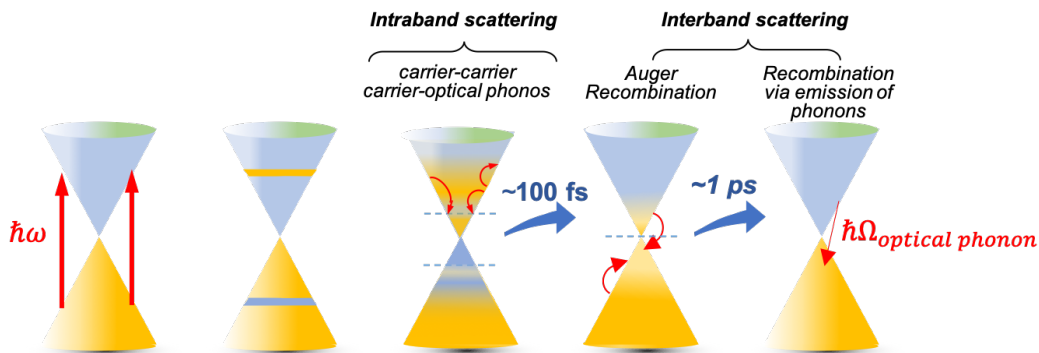 Intraband scattering
Interband scattering
carrier-carrier
carrier-optical phonos
Auger
Recombination
Recombination
via emission of
phonons
ħω
~100 fs
~1 ps
ħΩoptical phonon